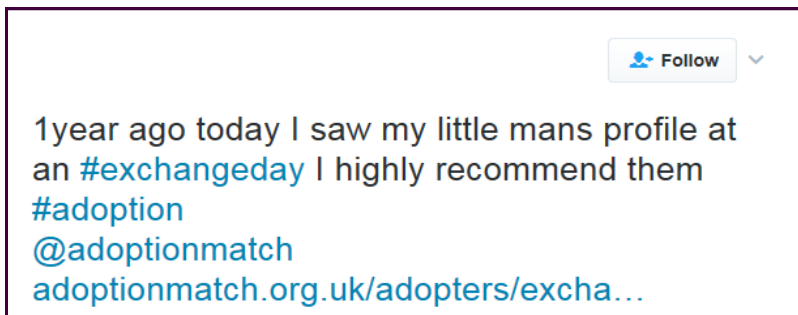 Follow
1year ago today I saw my little mans profile at
an #exchangeday I highly recommend them
#adoption
@adoptionmatch
adoptionmatch.org.uk/adopters/excha…